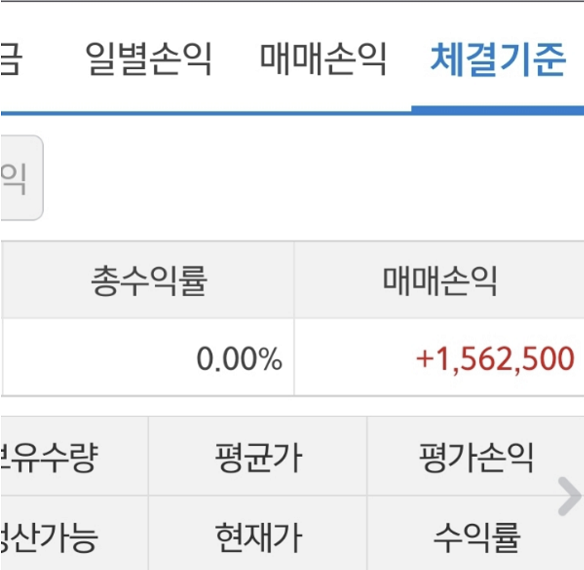 금 일별손익 매매손익 체결기준
익
총수익률 매매손익
0.00% +1,562,500
보유수량 평균가 평가손익
청산가능 현재가 수익률